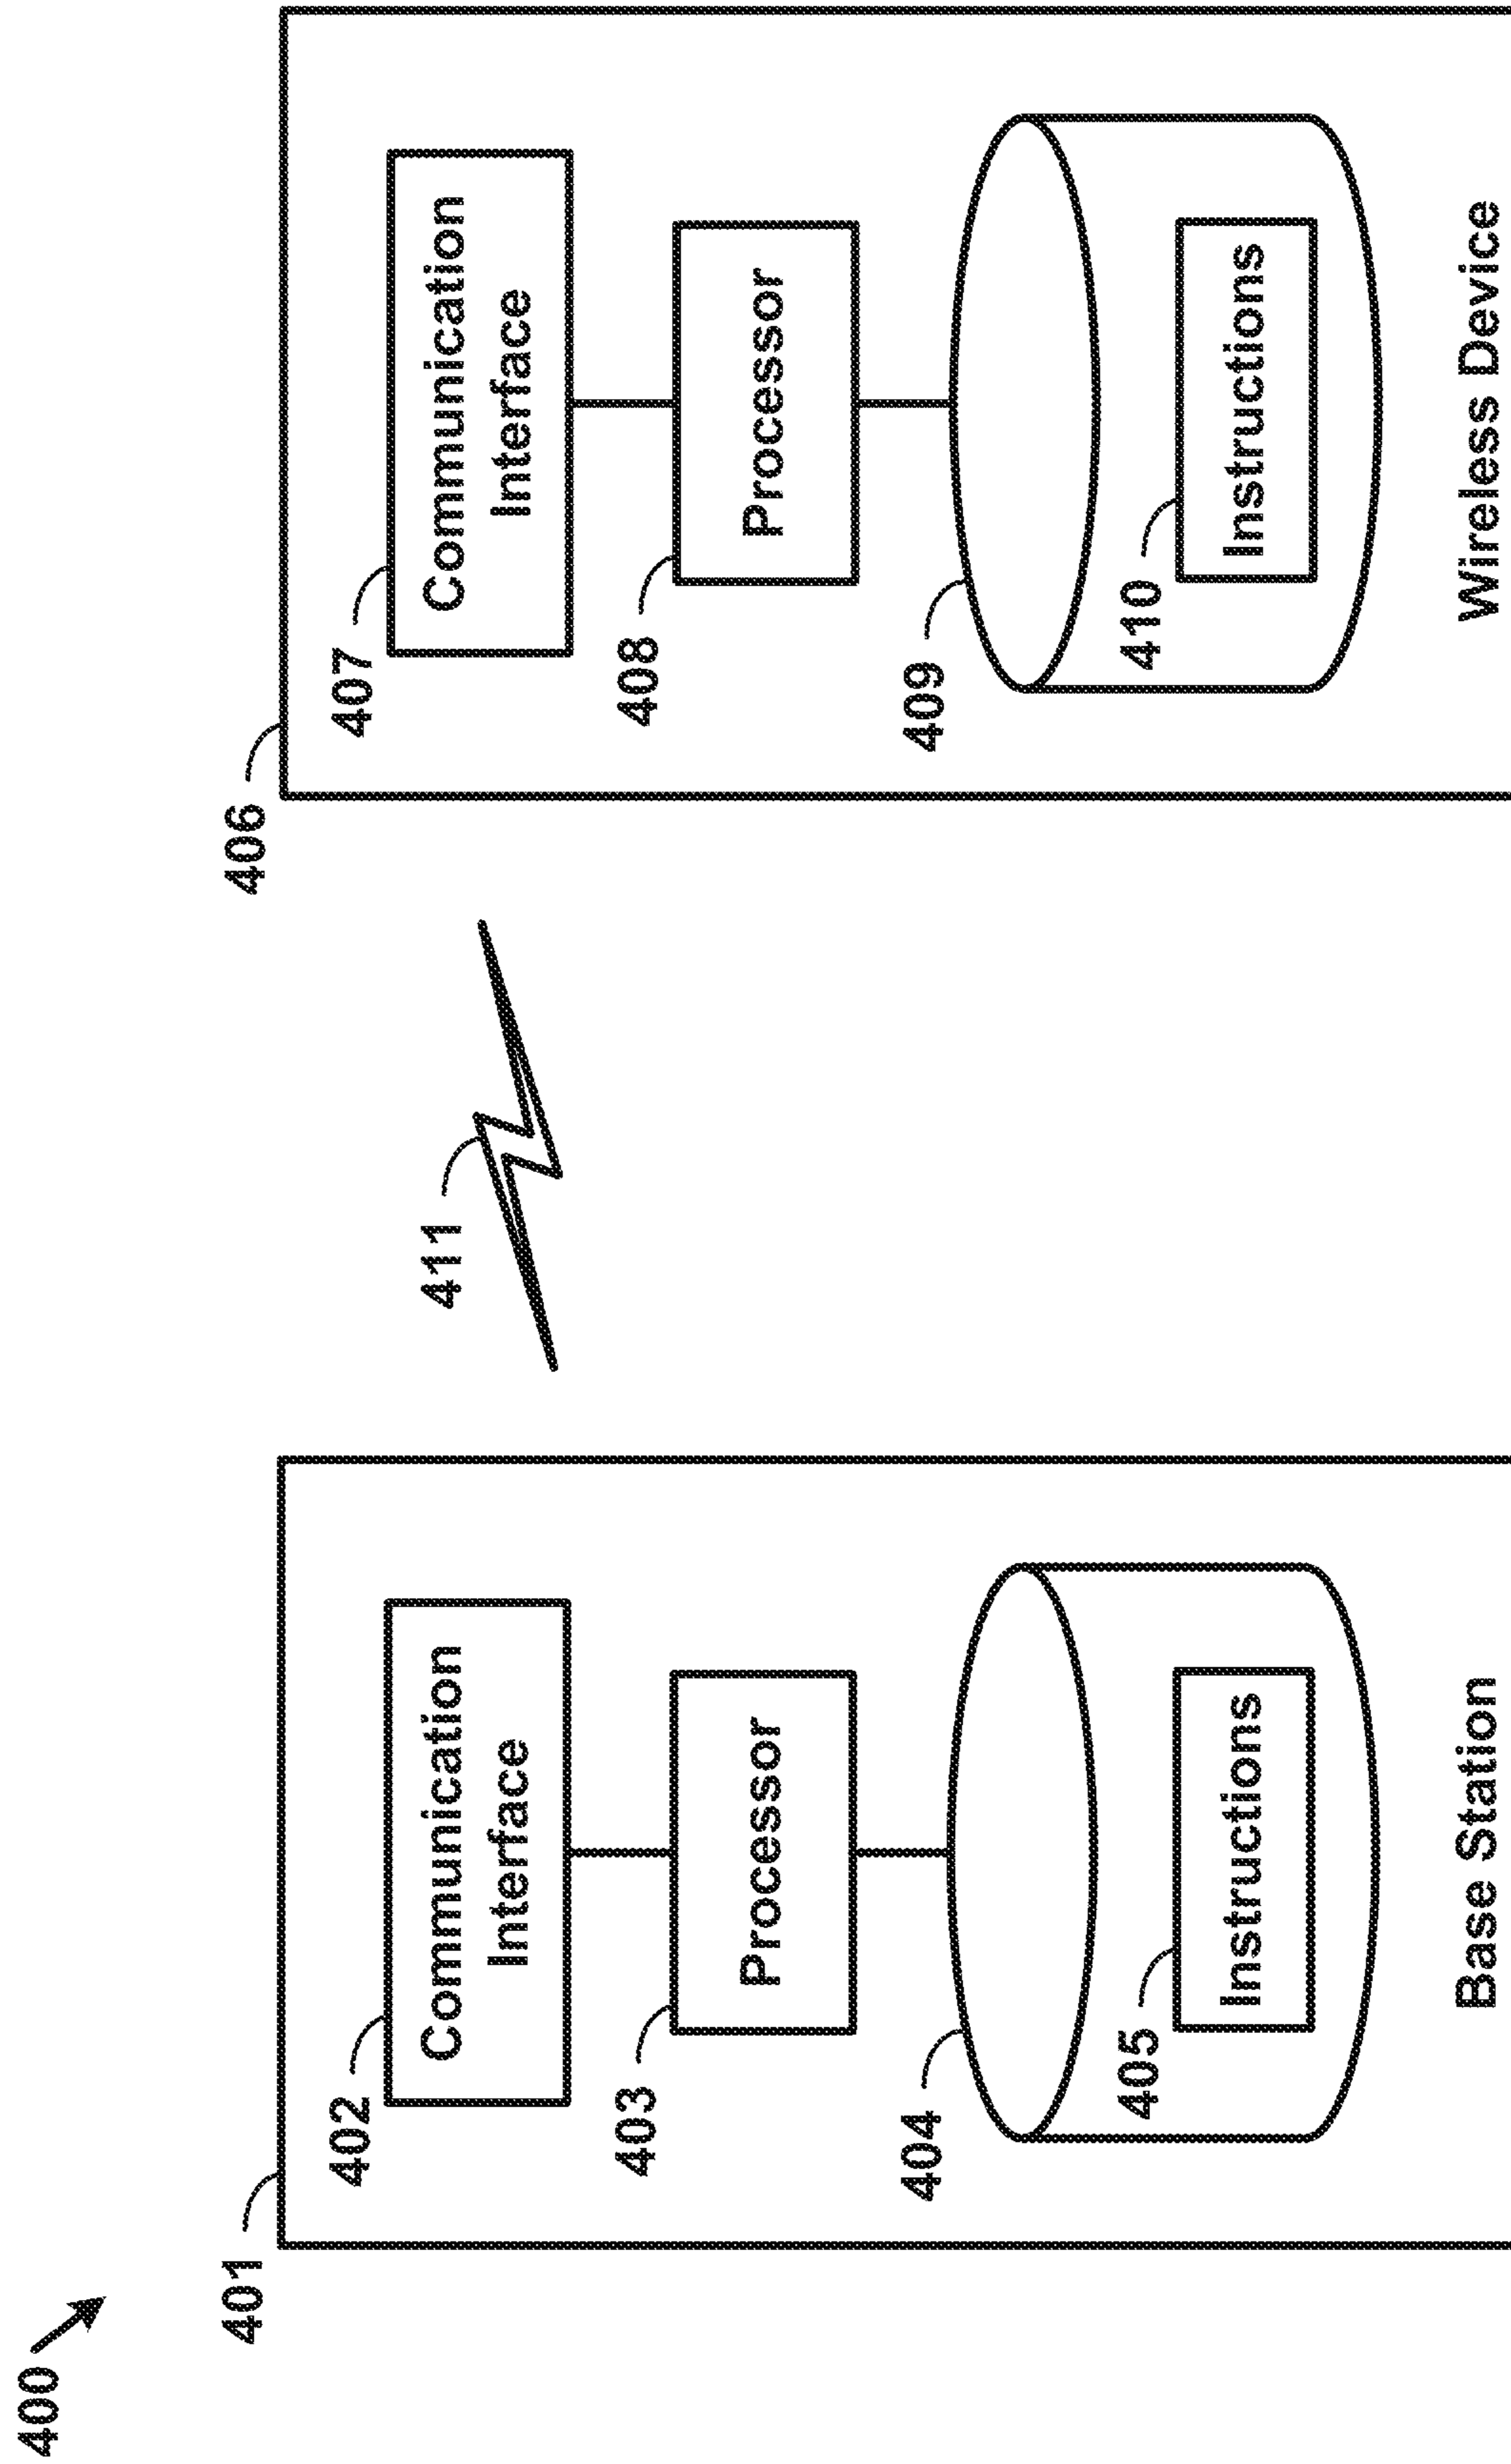 400
401
402
Communication
Interface
403
Processor
404
405
Instructions
Base Station
411
406
407
Communication
Interface
408
Processor
409
410
Instructions
Wireless Device